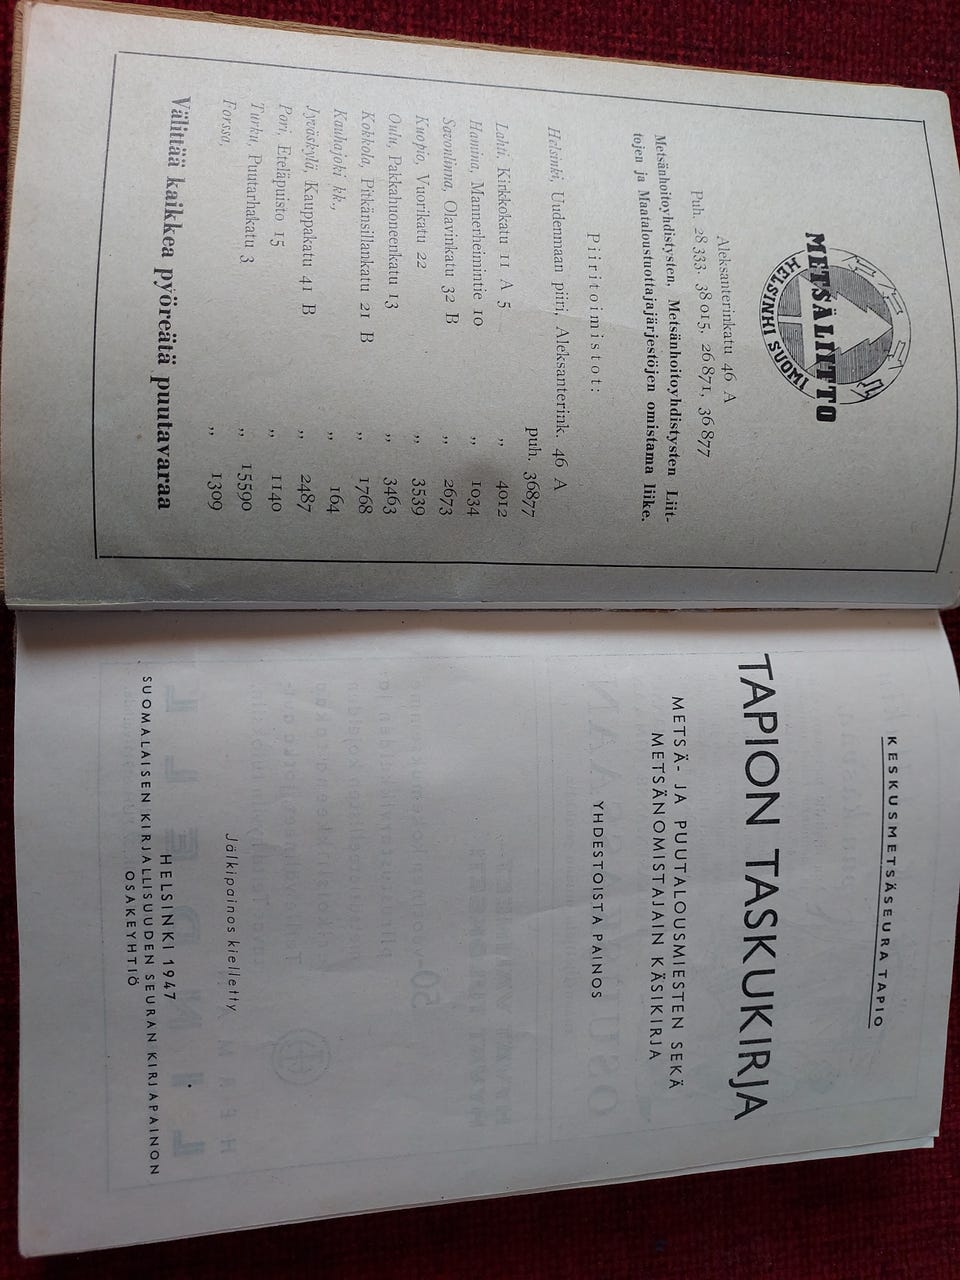 METSÄLIITTO
HELSINKI SUOMI
Aleksanterinkatu 46 A
Puh. 28 333, 38 015, 26 871, 36 877
Metsänhoitoyhdistysten, Metsänhoitoyhdistysten Liit-
tojen ja Maataloustuottajajärjestöjen omistama liike.
Piiritoimistot:
Helsinki, Uudenmaan piiri, Aleksanterink. 46 A
puh. 36877
Lahti, Kirkkokatu 11 A 5 „ 4012
Hamina, Mannerheimintie 10 „ 1034
Savonlinna, Olavinkatu 32 B „ 2673
Kuopio, Vuorikatu 22 „ 3539
Oulu, Pakkahuoneenkatu 13 „ 3463
Kokkola, Pitkänsillankatu 21 B „ 1768
Kauhajoki kk., „ 164
Jyväskylä, Kauppakatu 41 B „ 2487
Pori, Eteläpuisto 15 „ 1140
Turku, Puutarhakatu 3 „ 15590
Forssa, „ 1309
Välittää kaikkea pyöreätä puutavaraa
KESKUSMETSÄSEURA TAPIO
TAPION TASKUKIRJA
METSÄ- JA PUUTALOUSMIESTEN SEKÄ
METSÄNOMISTAJAIN KÄSIKIRJA
YHDESTOISTA PAINOS
Jälkipainos kielletty
HELSINKI 1947
SUOMALAISEN KIRJALLISUUDEN SEURAN KIRJAPAINON
OSAKEYHTIÖ